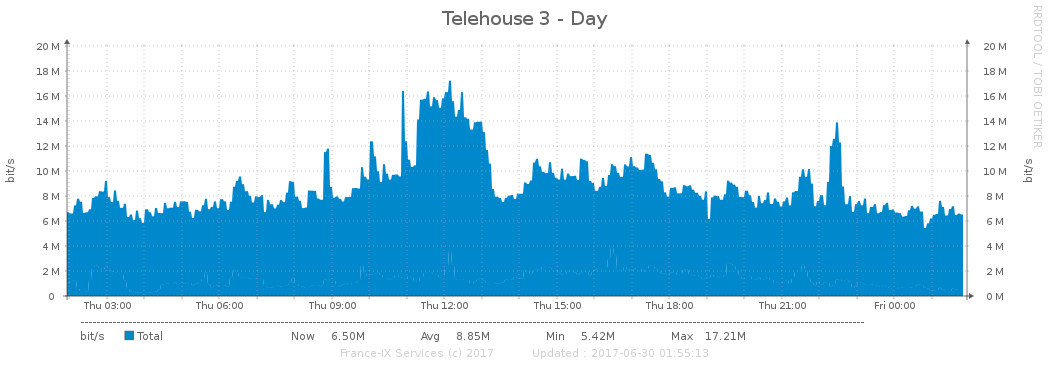 Telehouse 3 - Day
RRDTOOL / TOBI OETIKER
bit/s
20 M 20 M
18 M 18 M
16 M 16 M
14 M 14 M
12 M 12 M
10 M 10 M
8 M 8 M
6 M 6 M
4 M 4 M
2 M 2 M
0 0 M
bit/s
Thu 03:00 Thu 06:00 Thu 09:00 Thu 12:00 Thu 15:00 Thu 18:00 Thu 21:00 Fri 00:00
bit/s Total Now 6.50M Avg 8.85M Min 5.42M Max 17.21M
France-IX Services (c) 2017 Updated : 2017-06-30 01:55:13